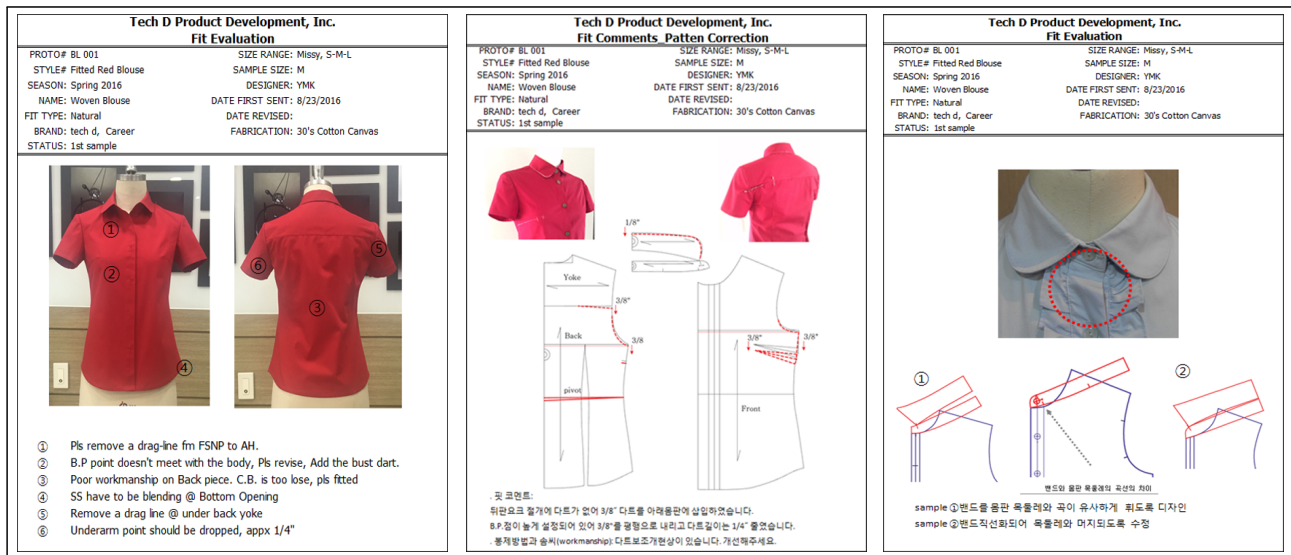 Tech D Product Development, Inc.
Fit Evaluation
PROTO# BL 001 SIZE RANGE: Missy, S-M-L
STYLE# Fitted Red Blouse SAMPLE SIZE: M
SEASON: Spring 2016 DESIGNER: YMK
NAME: Woven Blouse DATE FIRST SENT: 8/23/2016
FIT TYPE: Natural DATE REVISED:
BRAND: tech d, Career FABRICATION: 30's Cotton Canvas
STATUS: 1st sample
①
②
③
④
⑤
⑥
① Pls remove a drag-line fm FSNP to AH.
② B.P point doesn't meet with the body, Pls revise, Add the bust dart.
③ Poor workmanship on Back piece. C.B. is too lose, pls fitted
④ SS have to be blending @ Bottom Opening
⑤ Remove a drag line @ under back yoke
⑥ Underarm point should be dropped, appx 1/4"
Tech D Product Development, Inc.
Fit Comments_Patten Correction
PROTO# BL 001 SIZE RANGE: Missy, S-M-L
STYLE# Fitted Red Blouse SAMPLE SIZE: M
SEASON: Spring 2016 DESIGNER: YMK
NAME: Woven Blouse DATE FIRST SENT: 8/23/2016
FIT TYPE: Natural DATE REVISED:
BRAND: tech d, Career FABRICATION: 30's Cotton Canvas
STATUS: 1st sample
1/8"
Yoke
3/8"
Back
3/8
3/8"
3/8"
pivot
Front
. 핏 코멘트:
뒤판요크 절개에 다트가 없어 3/8″ 다트를 아래몸판에 삽입하였습니다.
B.P.점이 높게 설정되어 있어 3/8"를 평행으로 내리고 다트길이는 1/4″ 줄였습니다.
. 봉제방법과 솜씨(workmanship): 다트보조개현상이 있습니다. 개선해주세요.
Tech D Product Development, Inc.
Fit Evaluation
PROTO# BL 001 SIZE RANGE: Missy, S-M-L
STYLE# Fitted Red Blouse SAMPLE SIZE: M
SEASON: Spring 2016 DESIGNER: YMK
NAME: Woven Blouse DATE FIRST SENT: 8/23/2016
FIT TYPE: Natural DATE REVISED:
BRAND: tech d, Career FABRICATION: 30's Cotton Canvas
STATUS: 1st sample
①
②
밴드와 몸판 목둘레의 곡선의 차이
sample ①밴드를 몸판 목둘레와 곡이 유사하게 휘도록 디자인
sample ②밴드직선화되어 목둘레와 머지되도록 수정